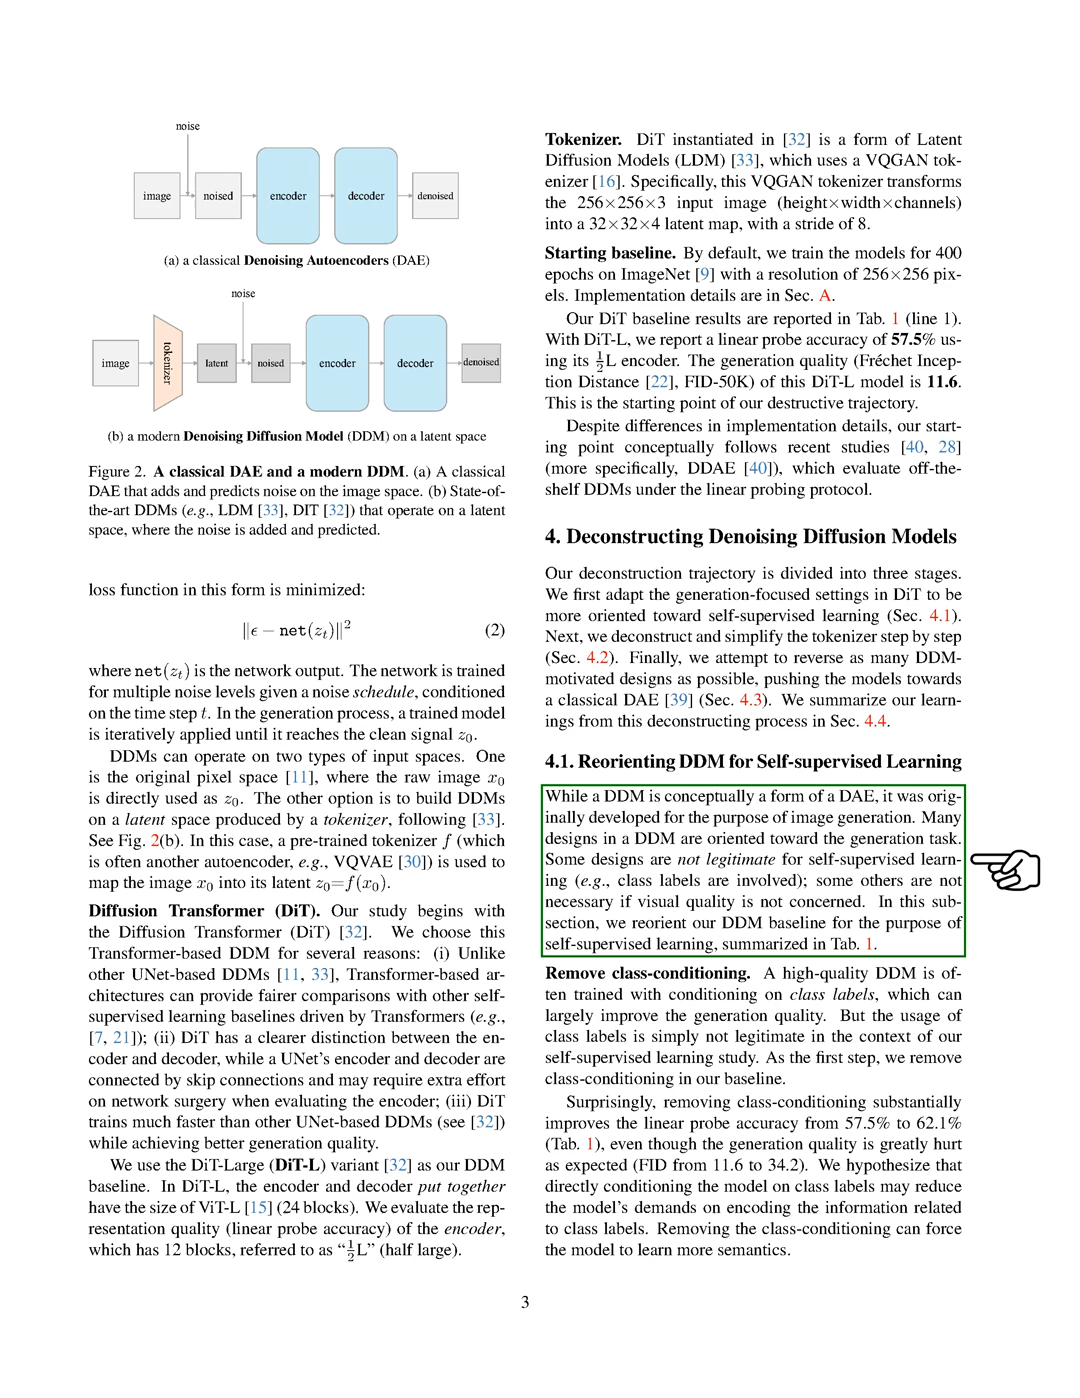 noise
image
noised
encoder
decoder
denoised
(a) a classical Denoising Autoencoders (DAE)
noise
image
tokenizer
latent
noised
encoder
decoder
denoised
(b) a modern Denoising Diffusion Model (DDM) on a latent space
Figure 2. A classical DAE and a modern DDM. (a) A classical
DAE that adds and predicts noise on the image space. (b) State-of-
the-art DDMs (e.g., LDM [33], DIT [32]) that operate on a latent
space, where the noise is added and predicted.
loss function in this form is minimized:
‖ϵ − net(z_t)‖² (2)
where net(z_t) is the network output. The network is trained
for multiple noise levels given a noise schedule, conditioned
on the time step t. In the generation process, a trained model
is iteratively applied until it reaches the clean signal z₀.
DDMs can operate on two types of input spaces. One
is the original pixel space [11], where the raw image x₀
is directly used as z₀. The other option is to build DDMs
on a latent space produced by a tokenizer, following [33].
See Fig. 2(b). In this case, a pre-trained tokenizer f (which
is often another autoencoder, e.g., VQVAE [30]) is used to
map the image x₀ into its latent z₀=f(x₀).
Diffusion Transformer (DiT). Our study begins with
the Diffusion Transformer (DiT) [32]. We choose this
Transformer-based DDM for several reasons: (i) Unlike
other UNet-based DDMs [11, 33], Transformer-based ar-
chitectures can provide fairer comparisons with other self-
supervised learning baselines driven by Transformers (e.g.,
[7, 21]); (ii) DiT has a clearer distinction between the en-
coder and decoder, while a UNet's encoder and decoder are
connected by skip connections and may require extra effort
on network surgery when evaluating the encoder; (iii) DiT
trains much faster than other UNet-based DDMs (see [32])
while achieving better generation quality.
We use the DiT-Large (DiT-L) variant [32] as our DDM
baseline. In DiT-L, the encoder and decoder put together
have the size of ViT-L [15] (24 blocks). We evaluate the rep-
resentation quality (linear probe accuracy) of the encoder,
which has 12 blocks, referred to as “½L” (half large).
Tokenizer. DiT instantiated in [32] is a form of Latent
Diffusion Models (LDM) [33], which uses a VQGAN tok-
enizer [16]. Specifically, this VQGAN tokenizer transforms
the 256×256×3 input image (height×width×channels)
into a 32×32×4 latent map, with a stride of 8.
Starting baseline. By default, we train the models for 400
epochs on ImageNet [9] with a resolution of 256×256 pix-
els. Implementation details are in Sec. A.
Our DiT baseline results are reported in Tab. 1 (line 1).
With DiT-L, we report a linear probe accuracy of 57.5% us-
ing its ½L encoder. The generation quality (Fréchet Incep-
tion Distance [22], FID-50K) of this DiT-L model is 11.6.
This is the starting point of our destructive trajectory.
Despite differences in implementation details, our start-
ing point conceptually follows recent studies [40, 28]
(more specifically, DDAE [40]), which evaluate off-the-
shelf DDMs under the linear probing protocol.
4. Deconstructing Denoising Diffusion Models
Our deconstruction trajectory is divided into three stages.
We first adapt the generation-focused settings in DiT to be
more oriented toward self-supervised learning (Sec. 4.1).
Next, we deconstruct and simplify the tokenizer step by step
(Sec. 4.2). Finally, we attempt to reverse as many DDM-
motivated designs as possible, pushing the models towards
a classical DAE [39] (Sec. 4.3). We summarize our learn-
ings from this deconstructing process in Sec. 4.4.
4.1. Reorienting DDM for Self-supervised Learning
While a DDM is conceptually a form of a DAE, it was orig-
inally developed for the purpose of image generation. Many
designs in a DDM are oriented toward the generation task.
Some designs are not legitimate for self-supervised learn-
ing (e.g., class labels are involved); some others are not
necessary if visual quality is not concerned. In this sub-
section, we reorient our DDM baseline for the purpose of
self-supervised learning, summarized in Tab. 1.
Remove class-conditioning. A high-quality DDM is of-
ten trained with conditioning on class labels, which can
largely improve the generation quality. But the usage of
class labels is simply not legitimate in the context of our
self-supervised learning study. As the first step, we remove
class-conditioning in our baseline.
Surprisingly, removing class-conditioning substantially
improves the linear probe accuracy from 57.5% to 62.1%
(Tab. 1), even though the generation quality is greatly hurt
as expected (FID from 11.6 to 34.2). We hypothesize that
directly conditioning the model on class labels may reduce
the model's demands on encoding the information related
to class labels. Removing the class-conditioning can force
the model to learn more semantics.
3